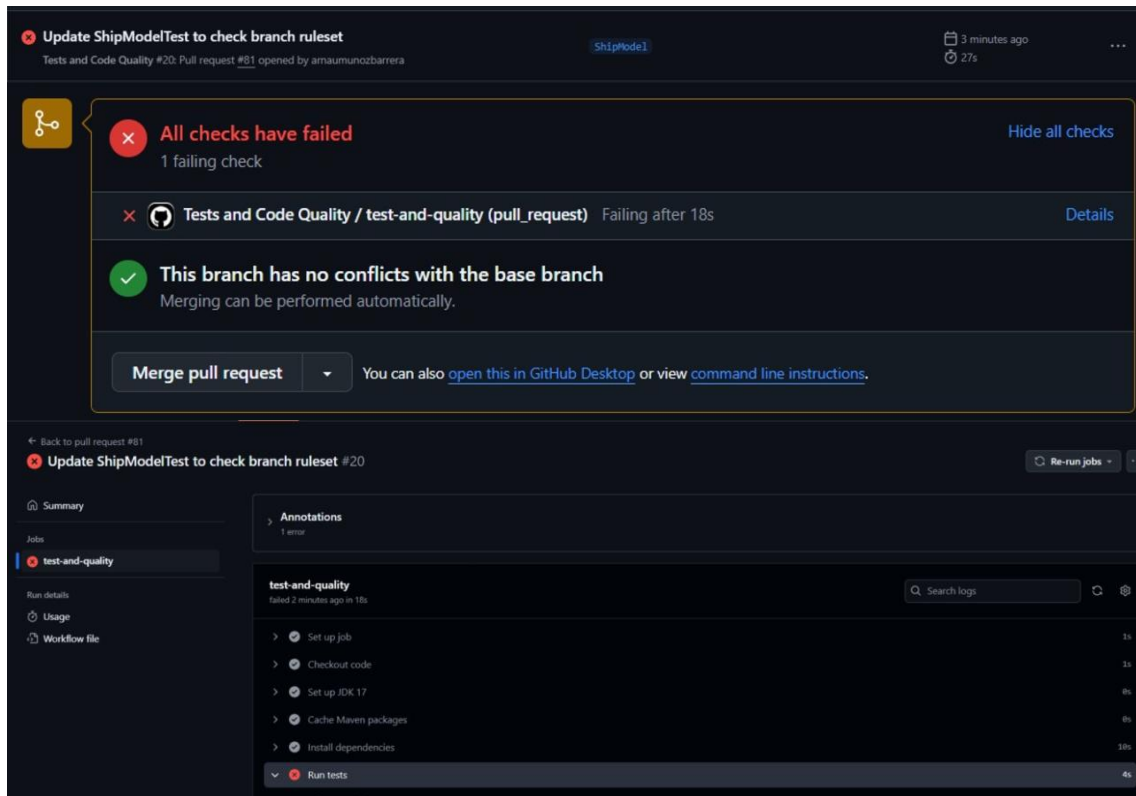 Update ShipModelTest to check branch ruleset
Tests and Code Quality #20: Pull request #81 opened by arnaumunozbarrera
ShipModel
3 minutes ago
27s
All checks have failed
1 failing check
Hide all checks
Tests and Code Quality / test-and-quality (pull_request) Failing after 18s
Details
This branch has no conflicts with the base branch
Merging can be performed automatically.
Merge pull request
You can also open this in GitHub Desktop or view command line instructions.
Back to pull request #81
Update ShipModelTest to check branch ruleset #20
Re-run jobs
Summary
Jobs
test-and-quality
Run details
Usage
Workflow file
Annotations
1 error
test-and-quality
failed 2 minutes ago in 18s
Search logs
Set up job 1s
Checkout code 1s
Set up JDK 17 0s
Cache Maven packages 0s
Install dependencies 10s
Run tests 4s